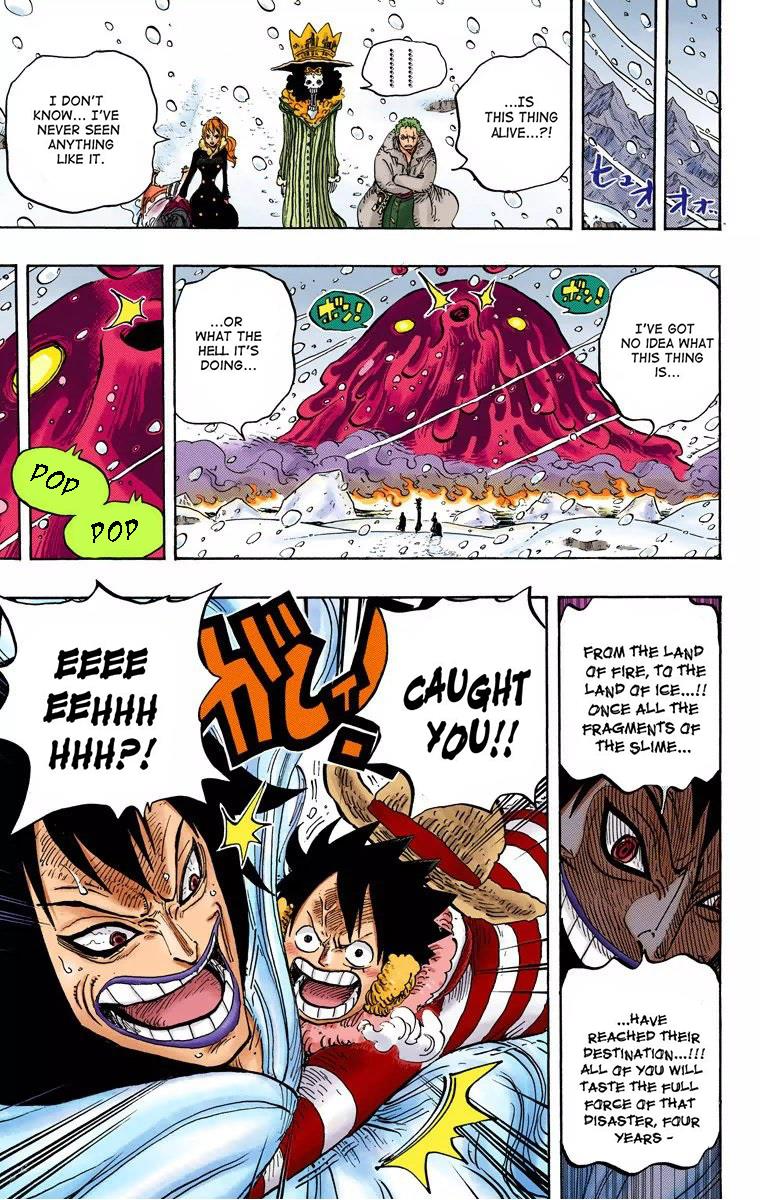 ヒュオオオ..
...IS
THIS THING
ALIVE...?!
I DON'T
KNOW... I'VE
NEVER SEEN
ANYTHING
LIKE IT.
I'VE GOT
NO IDEA WHAT
THIS THING
IS...
ボン!
ボン!
...OR
WHAT THE
HELL IT'S
DOING...
POP
POP
FROM THE LAND
OF FIRE, TO THE
LAND OF ICE...!!
ONCE ALL THE
FRAGMENTS OF
THE SLIME...
...HAVE
REACHED THEIR
DESTINATION...!!!
ALL OF YOU WILL
TASTE THE FULL
FORCE OF THAT
DISASTER, FOUR
YEARS -
CAUGHT
YOU!!
ガシィ!
EEEE
EEHHH
HHH?!